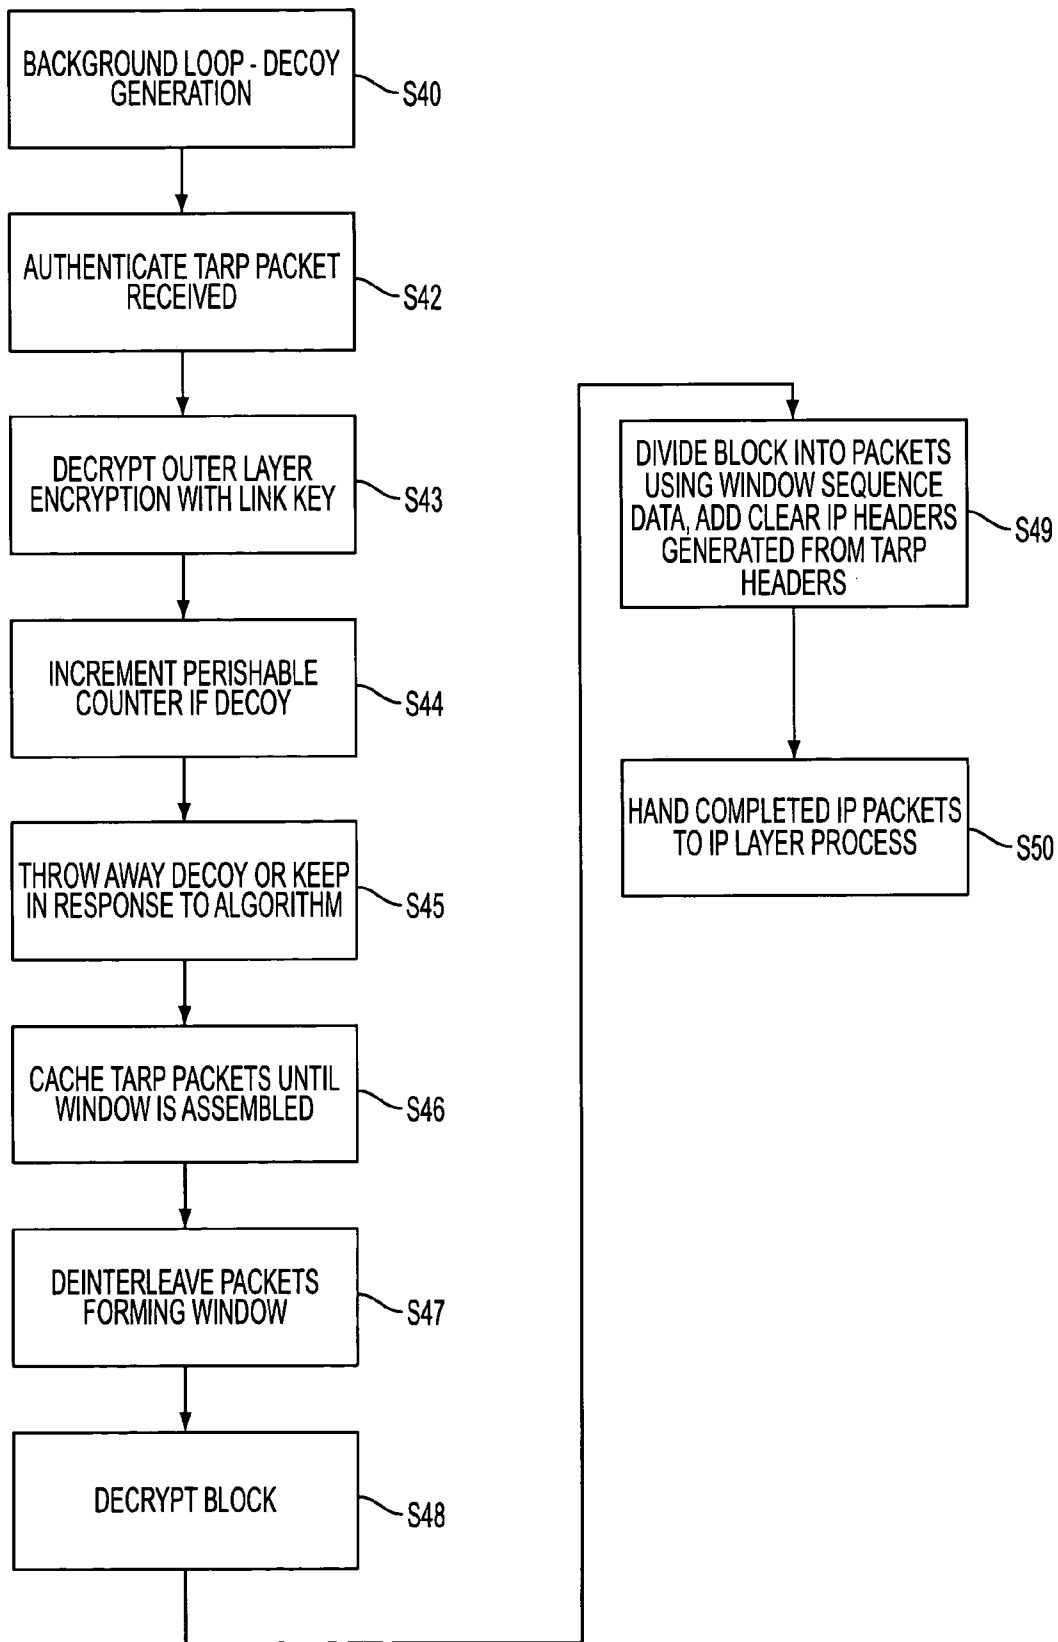 BACKGROUND LOOP - DECOY
GENERATION
S40
AUTHENTICATE TARP PACKET
RECEIVED
S42
DECRYPT OUTER LAYER
ENCRYPTION WITH LINK KEY
S43
INCREMENT PERISHABLE
COUNTER IF DECOY
S44
THROW AWAY DECOY OR KEEP
IN RESPONSE TO ALGORITHM
S45
CACHE TARP PACKETS UNTIL
WINDOW IS ASSEMBLED
S46
DEINTERLEAVE PACKETS
FORMING WINDOW
S47
DECRYPT BLOCK
S48
DIVIDE BLOCK INTO PACKETS
USING WINDOW SEQUENCE
DATA, ADD CLEAR IP HEADERS
GENERATED FROM TARP
HEADERS
S49
HAND COMPLETED IP PACKETS
TO IP LAYER PROCESS
S50